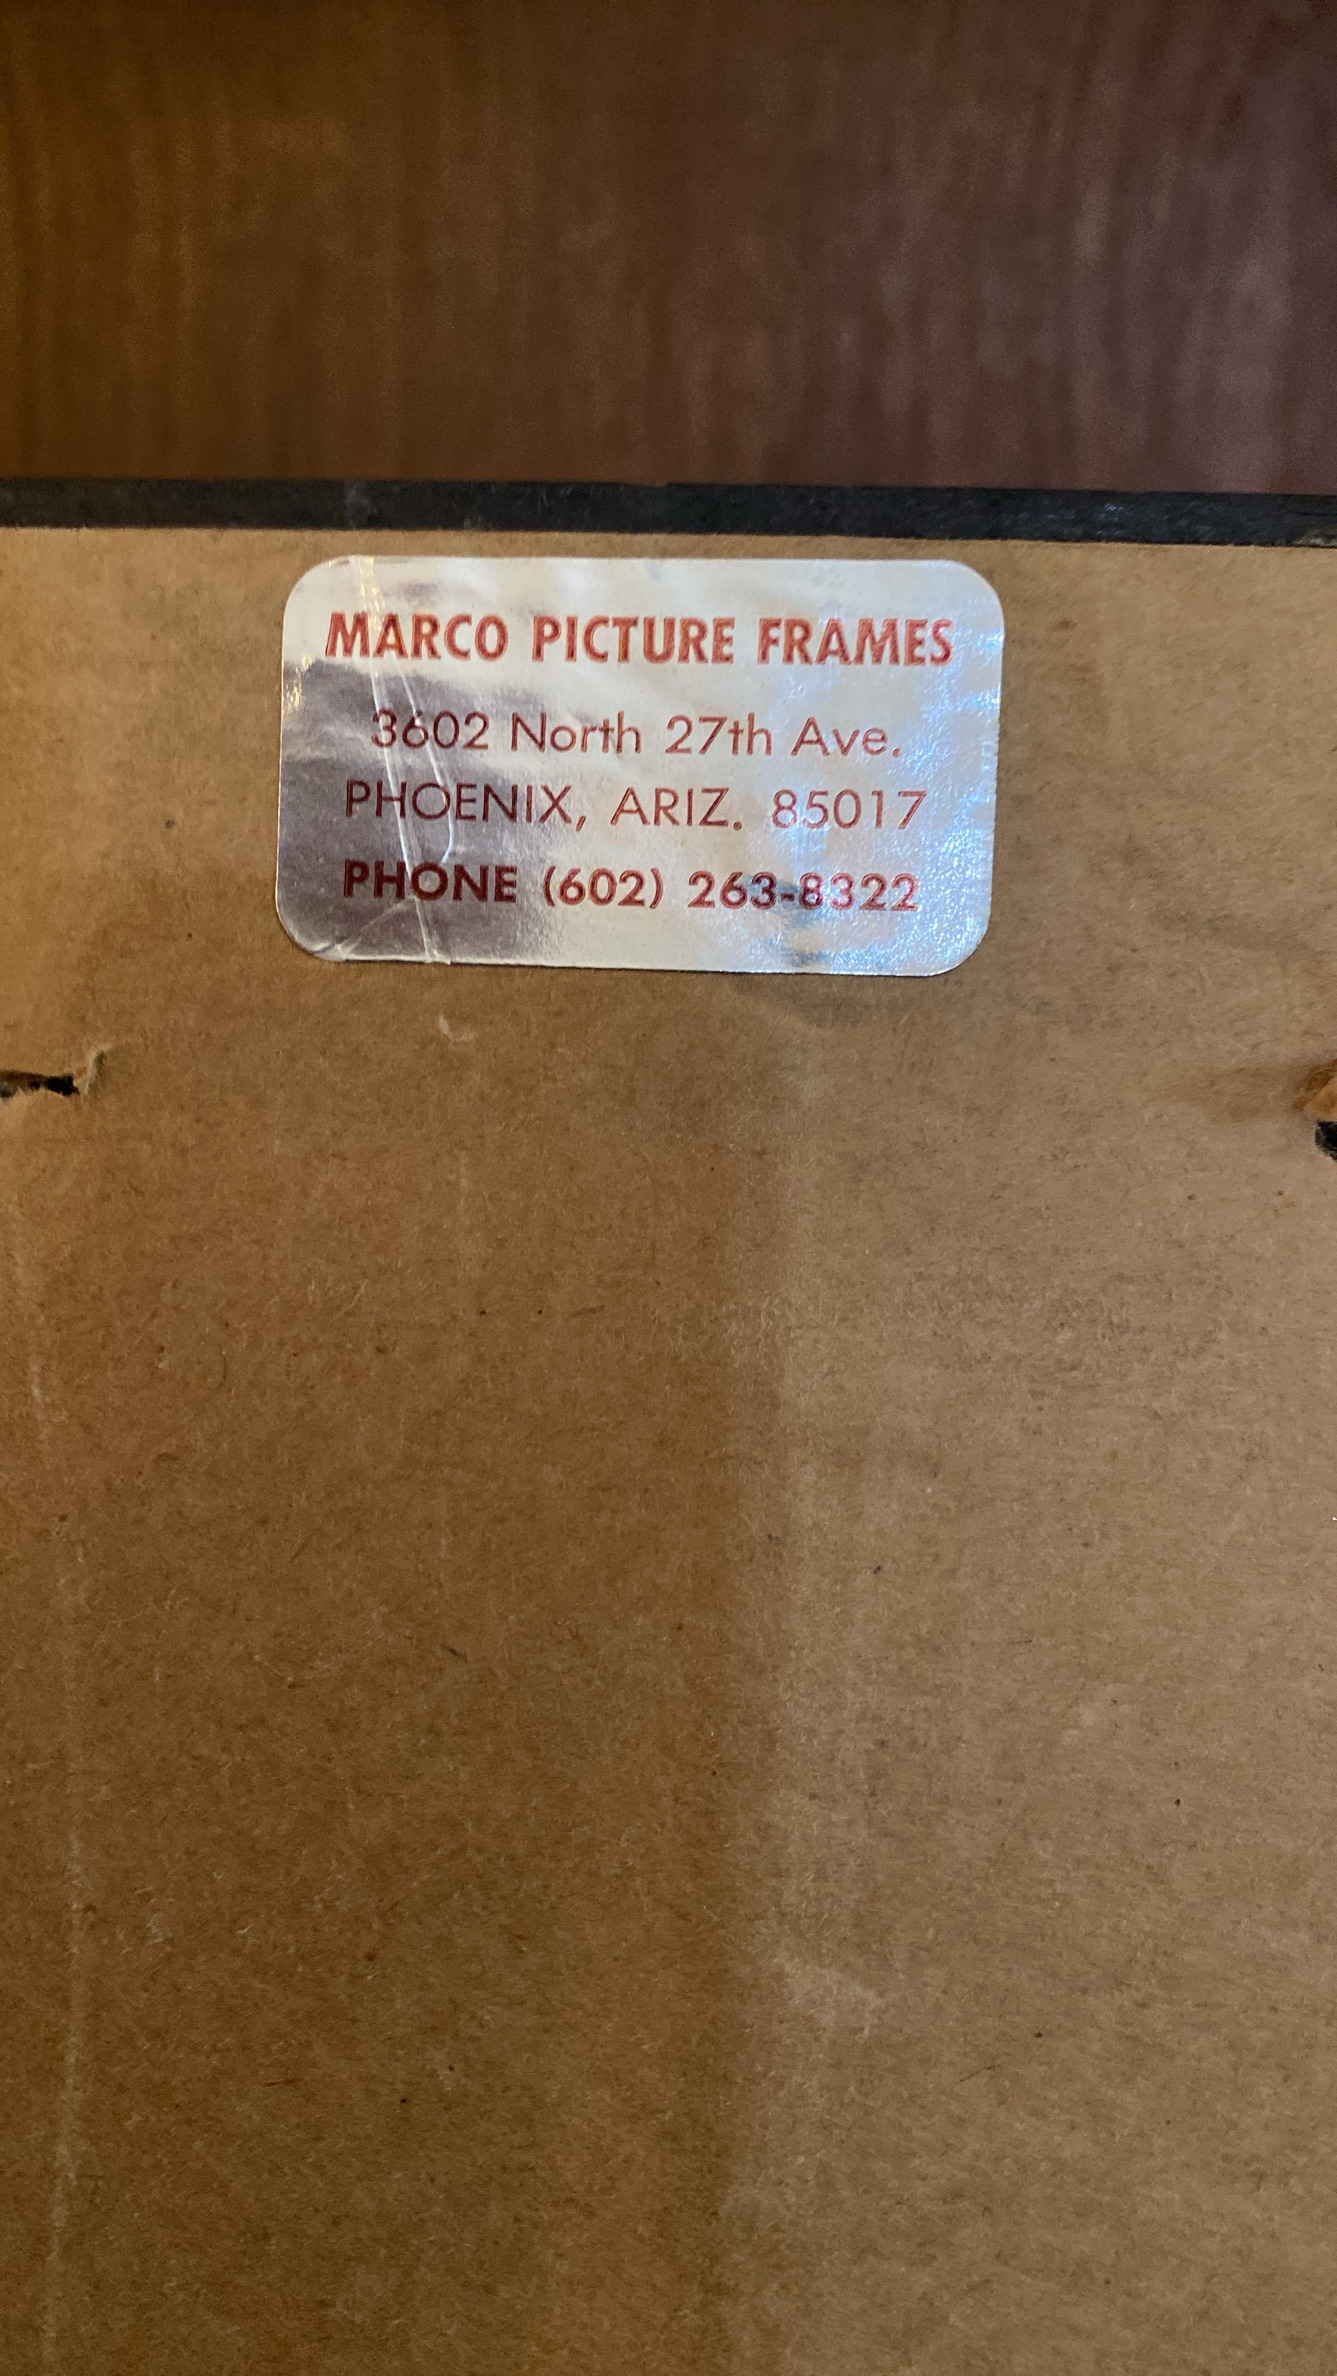 MARCO PICTURE FRAMES
3602 North 27th Ave.
PHOENIX, ARIZ. 85017
PHONE (602) 263-8322